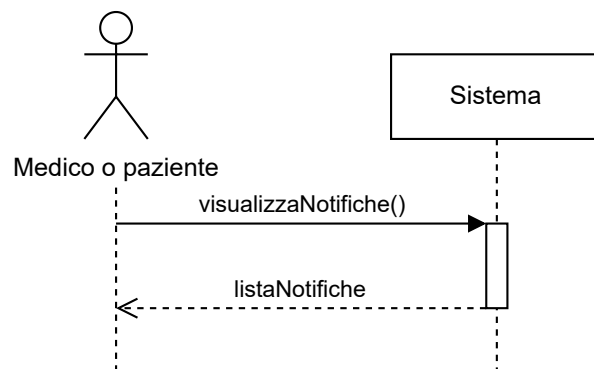 Sistema
Medico o paziente
visualizzaNotifiche()
listaNotifiche